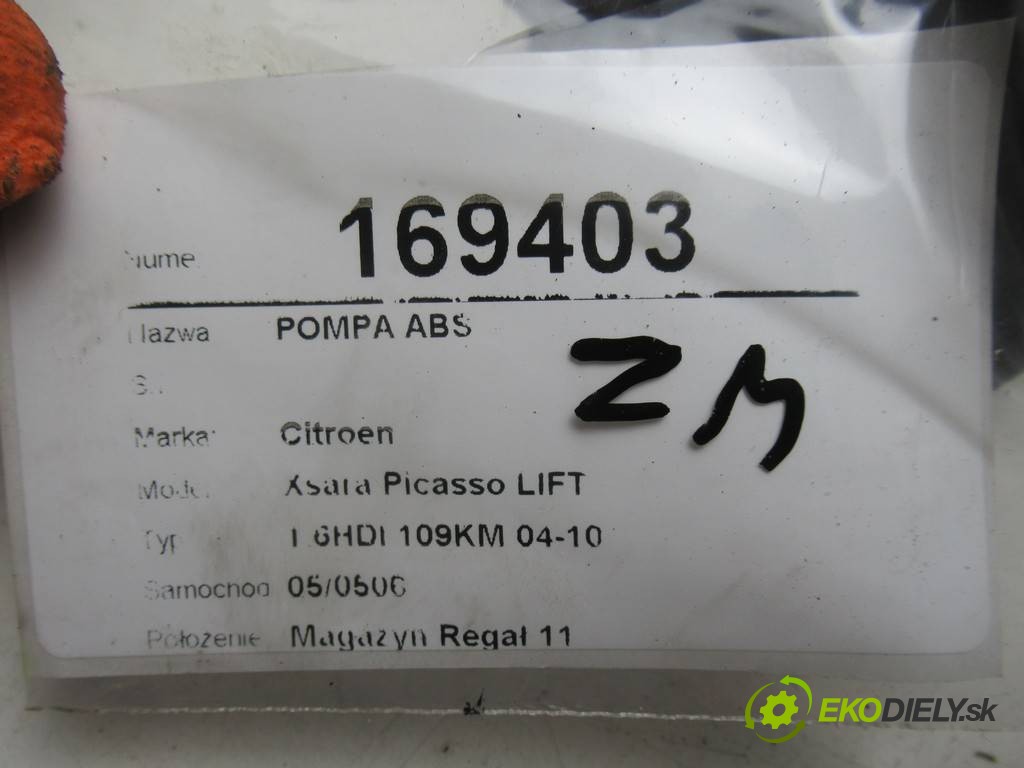 Nume 169403
Nazwa POMPA ABS
ZM
Marka: Citroen
Model Xsara Picasso LIFT
Typ 1.6HDI 109KM 04-10
Samochod 05/0506
Położenie Magazyn Regał 11
EKODIELY.sk